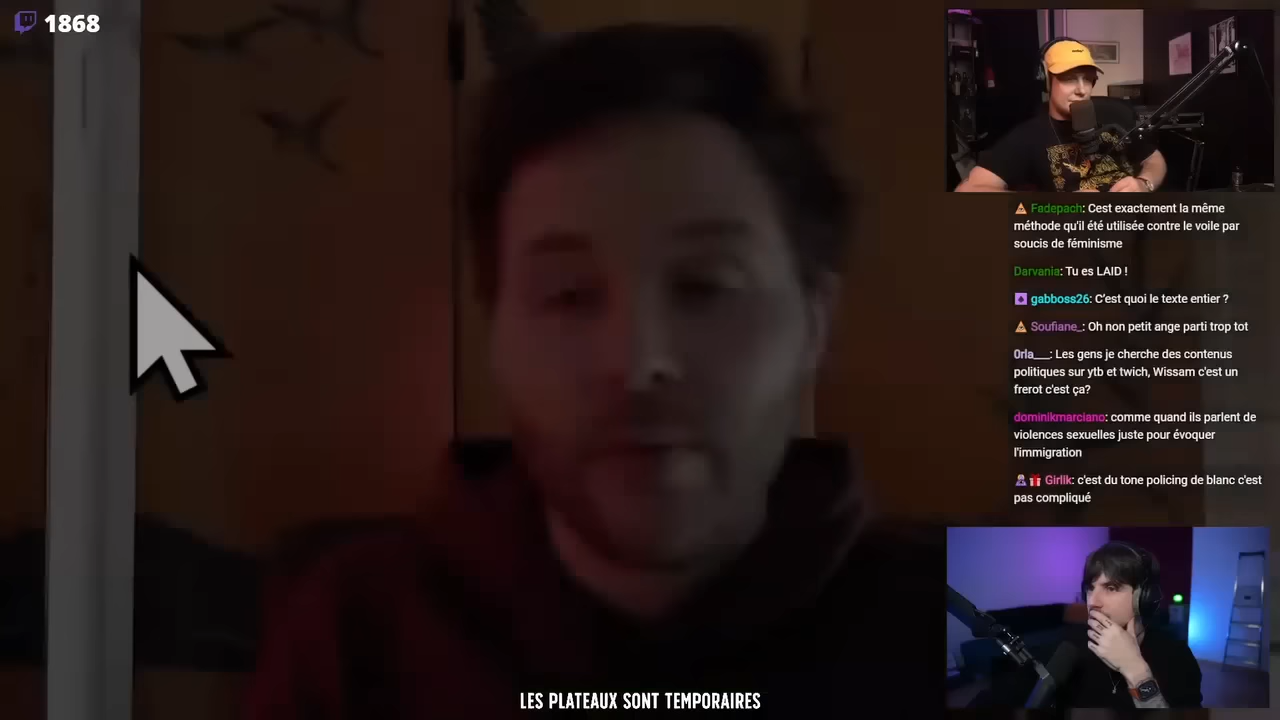 1868
Fadepach: Cest exactement la même
méthode qu'il été utilisée contre le voile par
soucis de féminisme
Darvania: Tu es LAID !
gabboss26: C'est quoi le texte entier ?
Soufiane_: Oh non petit ange parti trop tot
0rla___: Les gens je cherche des contenus
politiques sur ytb et twich, Wissam c'est un
frerot c'est ça?
dominikmarciano: comme quand ils parlent de
violences sexuelles juste pour évoquer
l'immigration
Girlik: c'est du tone policing de blanc c'est
pas compliqué
LES PLATEAUX SONT TEMPORAIRES